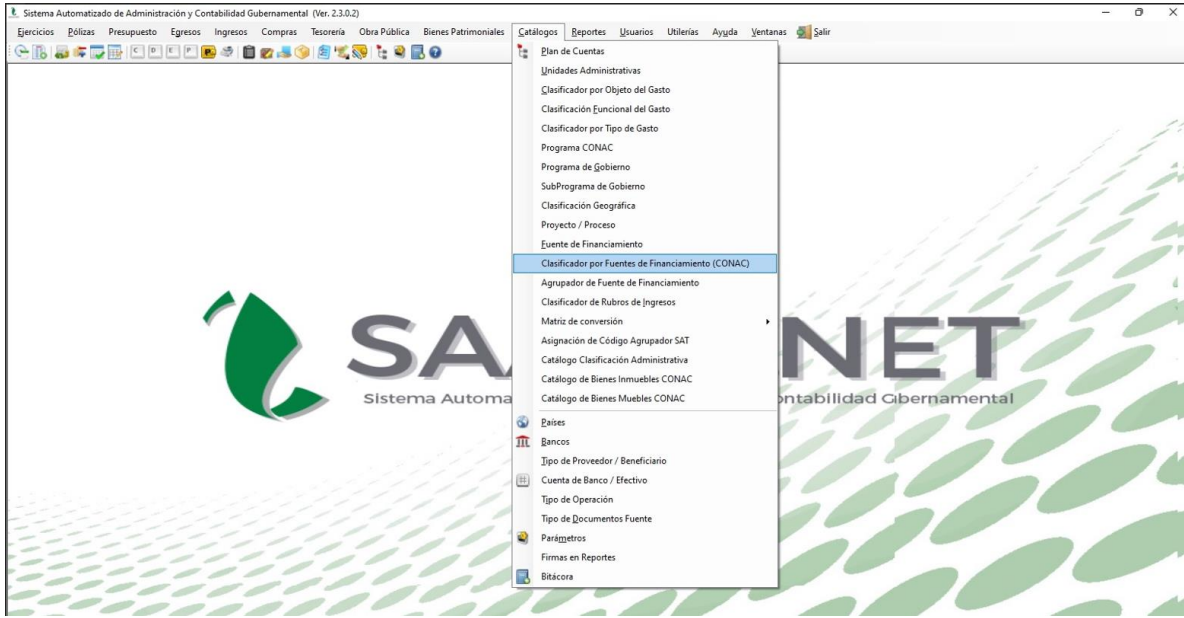 Sistema Automatizado de Administración y Contabilidad Gubernamental (Ver. 2.3.0.2)
Ejercicios Pólizas Presupuesto Egresos Ingresos Compras Tesorería Obra Pública Bienes Patrimoniales Catálogos Reportes Usuarios Utilerías Ayuda Ventanas Salir
C D E P
Plan de Cuentas
Unidades Administrativas
Clasificador por Objeto del Gasto
Clasificación Funcional del Gasto
Clasificador por Tipo de Gasto
Programa CONAC
Programa de Gobierno
SubPrograma de Gobierno
Clasificación Geográfica
Proyecto / Proceso
Fuente de Financiamiento
Clasificador por Fuentes de Financiamiento (CONAC)
Agrupador de Fuente de Financiamiento
Clasificador de Rubros de Ingresos
Matriz de conversión
Asignación de Código Agrupador SAT
Catálogo Clasificación Administrativa
Catálogo de Bienes Inmuebles CONAC
Catálogo de Bienes Muebles CONAC
Países
Bancos
Tipo de Proveedor / Beneficiario
Cuenta de Banco / Efectivo
Tipo de Operación
Tipo de Documentos Fuente
Parámetros
Firmas en Reportes
Bitácora
SA NET
Sistema Automa ontabilidad Gibernamental